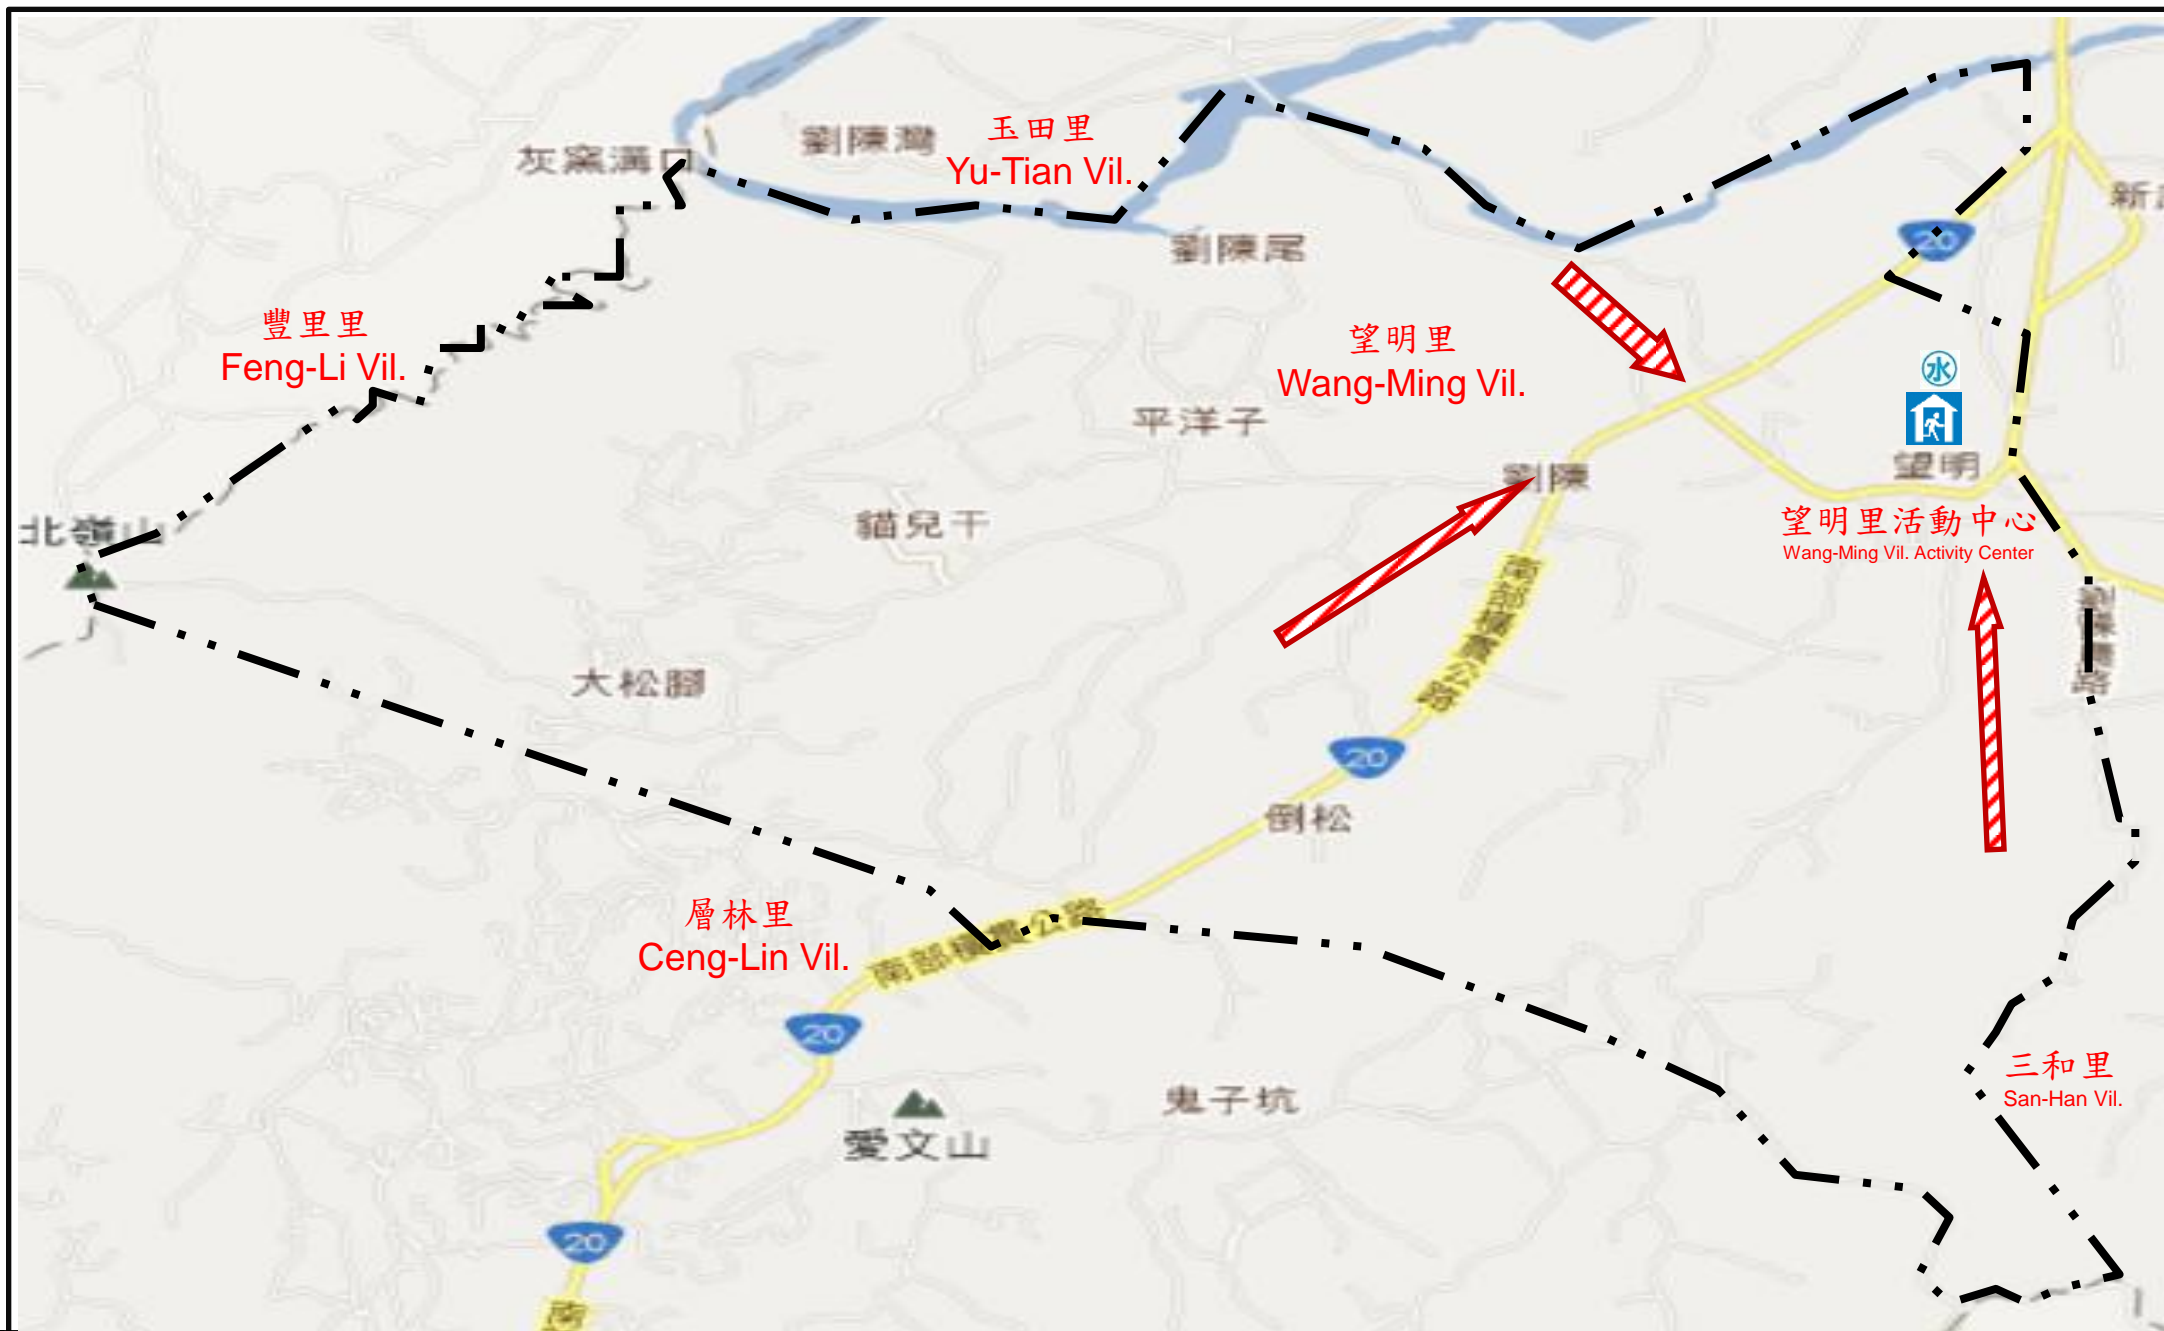 玉田里
Yu-Tian Vil.
劉陳灣
灰窯溝口
新
劉陳尾
20
豐里里
Feng-Li Vil.
望明里
Wang-Ming Vil.
水
平洋子
劉陳
望明
貓兒干
北嶺山
望明里活動中心
Wang-Ming Vil. Activity Center
南部橫貫公路
大松腳
20
倒松
層林里
Ceng-Lin Vil.
南部橫貫公路
20
三和里
San-Han Vil.
鬼子坑
愛文山
20
南